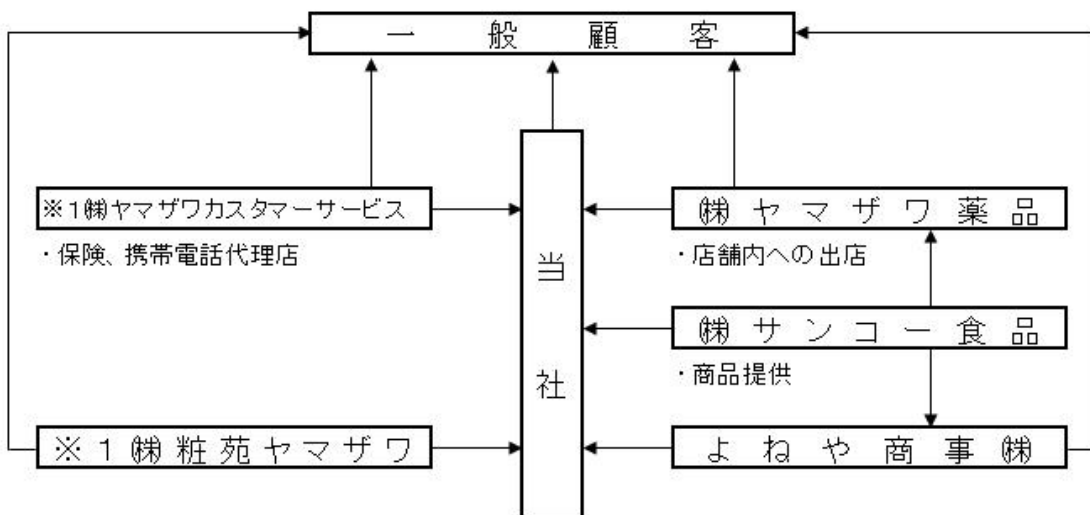 一般顧客
※1㈱ヤマザワカスタマーサービス
・保険、携帯電話代理店
※1㈱粧苑ヤマザワ
当社
㈱ヤマザワ薬品
・店舗内への出店
㈱サンコー食品
・商品提供
よねや商事㈱